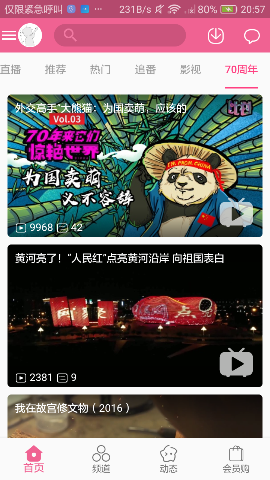 仅限紧急呼叫 ... 231B/s 80% 20:57
直播 推荐 热门 追番 影视 70周年
外交高手"大熊猫：为国卖萌，应该的
Vol.03
70年来它们
惊艳世界
I'M FROM CHINA
为国卖萌
义不容辞
9968 42
黄河亮了！“人民红”点亮黄河沿岸 向祖国表白
2381 9
我在故宫修文物（2016）
首页 频道 动态 会员购